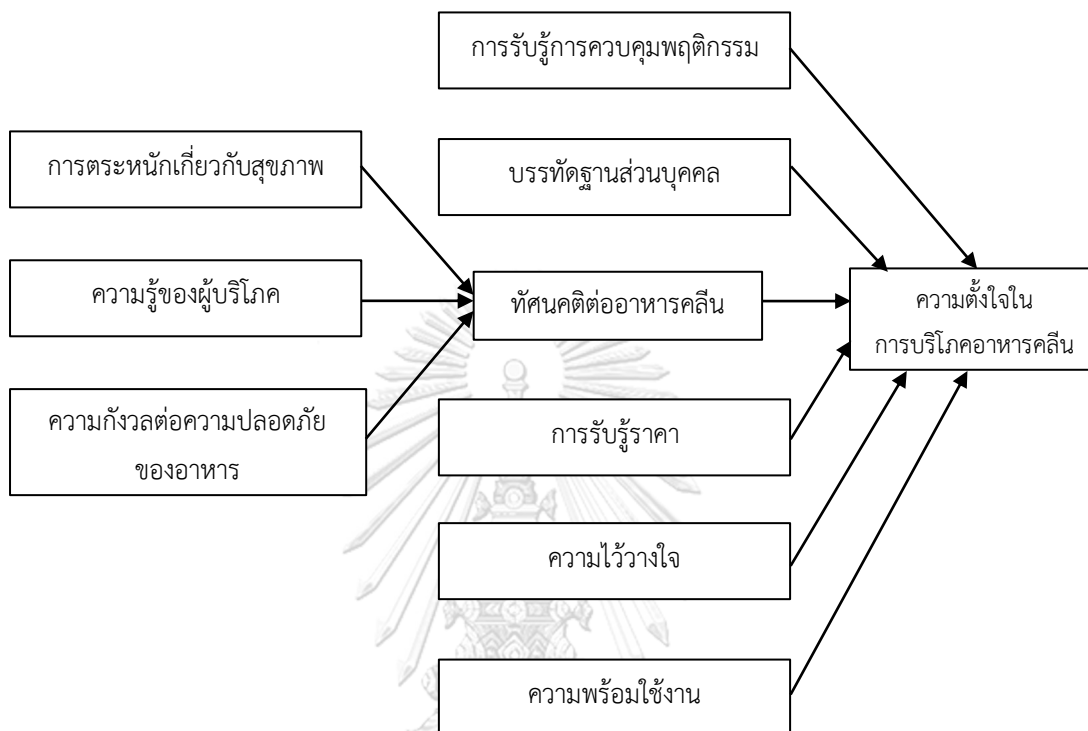 การรับรู้การควบคุมพฤติกรรม
การตระหนักเกี่ยวกับสุขภาพ
บรรทัดฐานส่วนบุคคล
ความรู้ของผู้บริโภค
ทัศนคติต่ออาหารคลีน
ความตั้งใจใน
การบริโภคอาหารคลีน
ความกังวลต่อความปลอดภัย
ของอาหาร
การรับรู้ราคา
ความไว้วางใจ
ความพร้อมใช้งาน